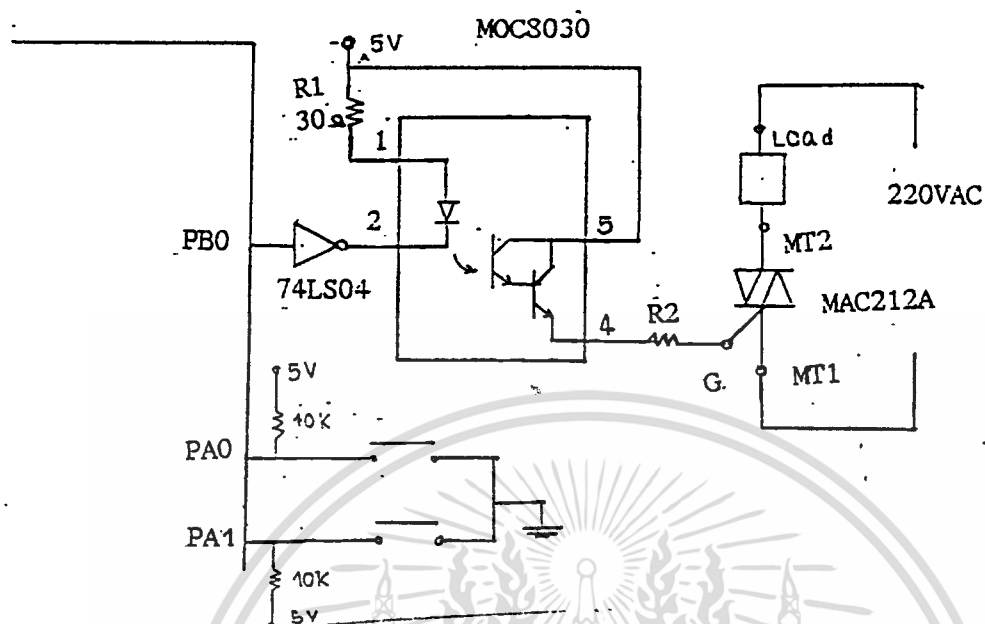 MOC8030
5V
R1
30Ω
1
2
5
PB0
74LS04
4
R2
G.
Load
220VAC
MT2
MAC212A
MT1
5V
10K
PA0
PA1
10K
5V